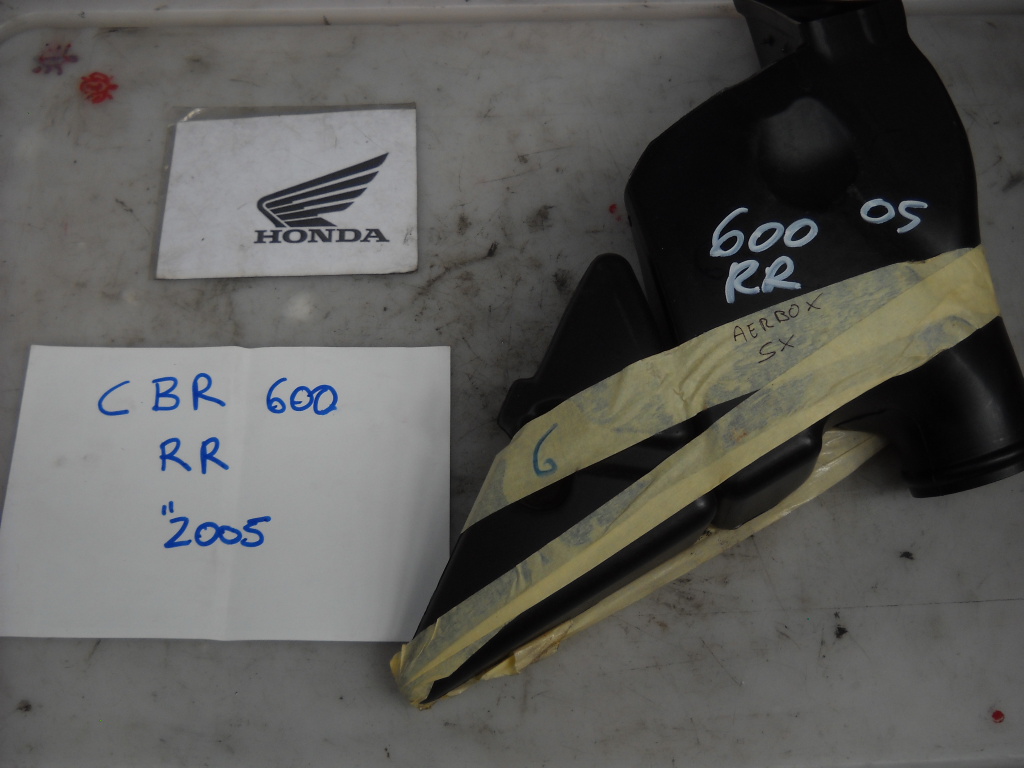 HONDA
CBR 600
RR
"2005
600 05
RR
AERBOX
SX
6